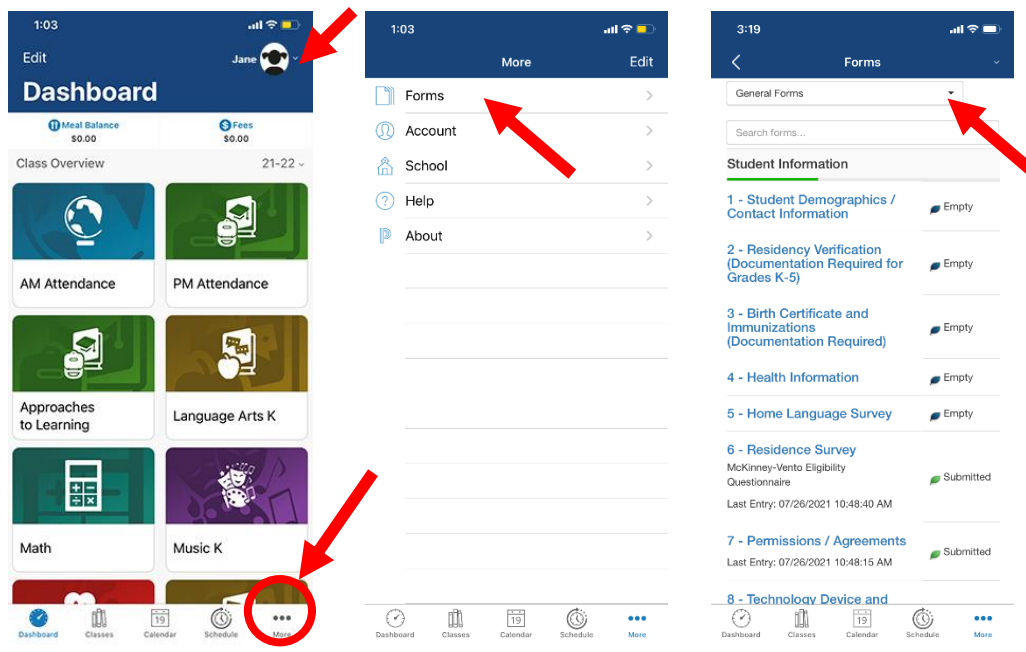 1:03
Edit
Jane
Dashboard
Meal Balance
$0.00
Fees
$0.00
Class Overview
21-22
AM Attendance
PM Attendance
Approaches
to Learning
Language Arts K
Math
Music K
19
Dashboard
Classes
Calendar
Schedule
More
1:03
More
Edit
Forms
Account
School
? Help
About
19
Dashboard
Classes
Calendar
Schedule
More
3:19
Forms
General Forms
Search forms...
Student Information
1 - Student Demographics /
Contact Information
Empty
2 - Residency Verification
(Documentation Required for
Grades K-5)
Empty
3 - Birth Certificate and
Immunizations
(Documentation Required)
Empty
4 - Health Information
Empty
5 - Home Language Survey
Empty
6 - Residence Survey
McKinney-Vento Eligibility
Questionnaire
Last Entry: 07/26/2021 10:48:40 AM
Submitted
7 - Permissions / Agreements
Last Entry: 07/26/2021 10:48:15 AM
Submitted
8 - Technology Device and
19
Dashboard
Classes
Calendar
Schedule
More